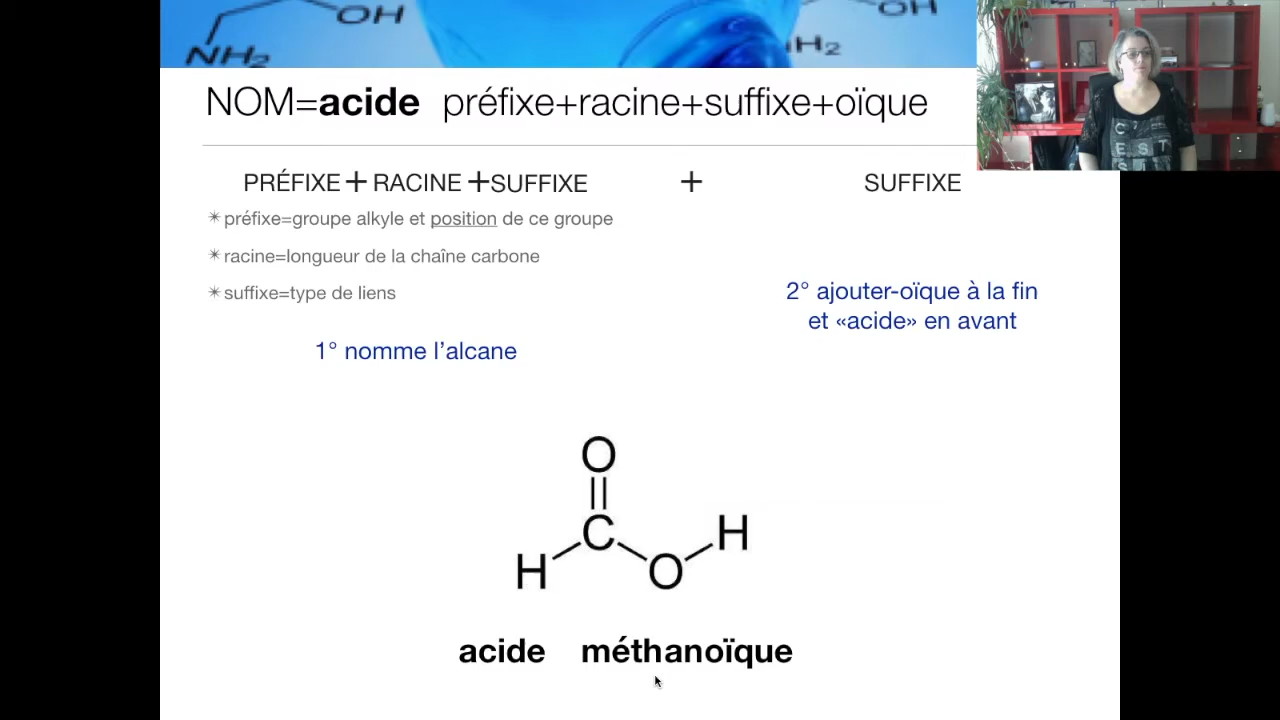 OH
NH₂
OH
H₂
NOM=acide préfixe+racine+suffixe+oïque
PRÉFIXE + RACINE +SUFFIXE + SUFFIXE
✴ préfixe=groupe alkyle et position de ce groupe
✴ racine=longueur de la chaîne carbone
✴ suffixe=type de liens
2° ajouter-oïque à la fin
et «acide» en avant
1° nomme l’alcane
O
C
H
O
H
acide méthanoïque